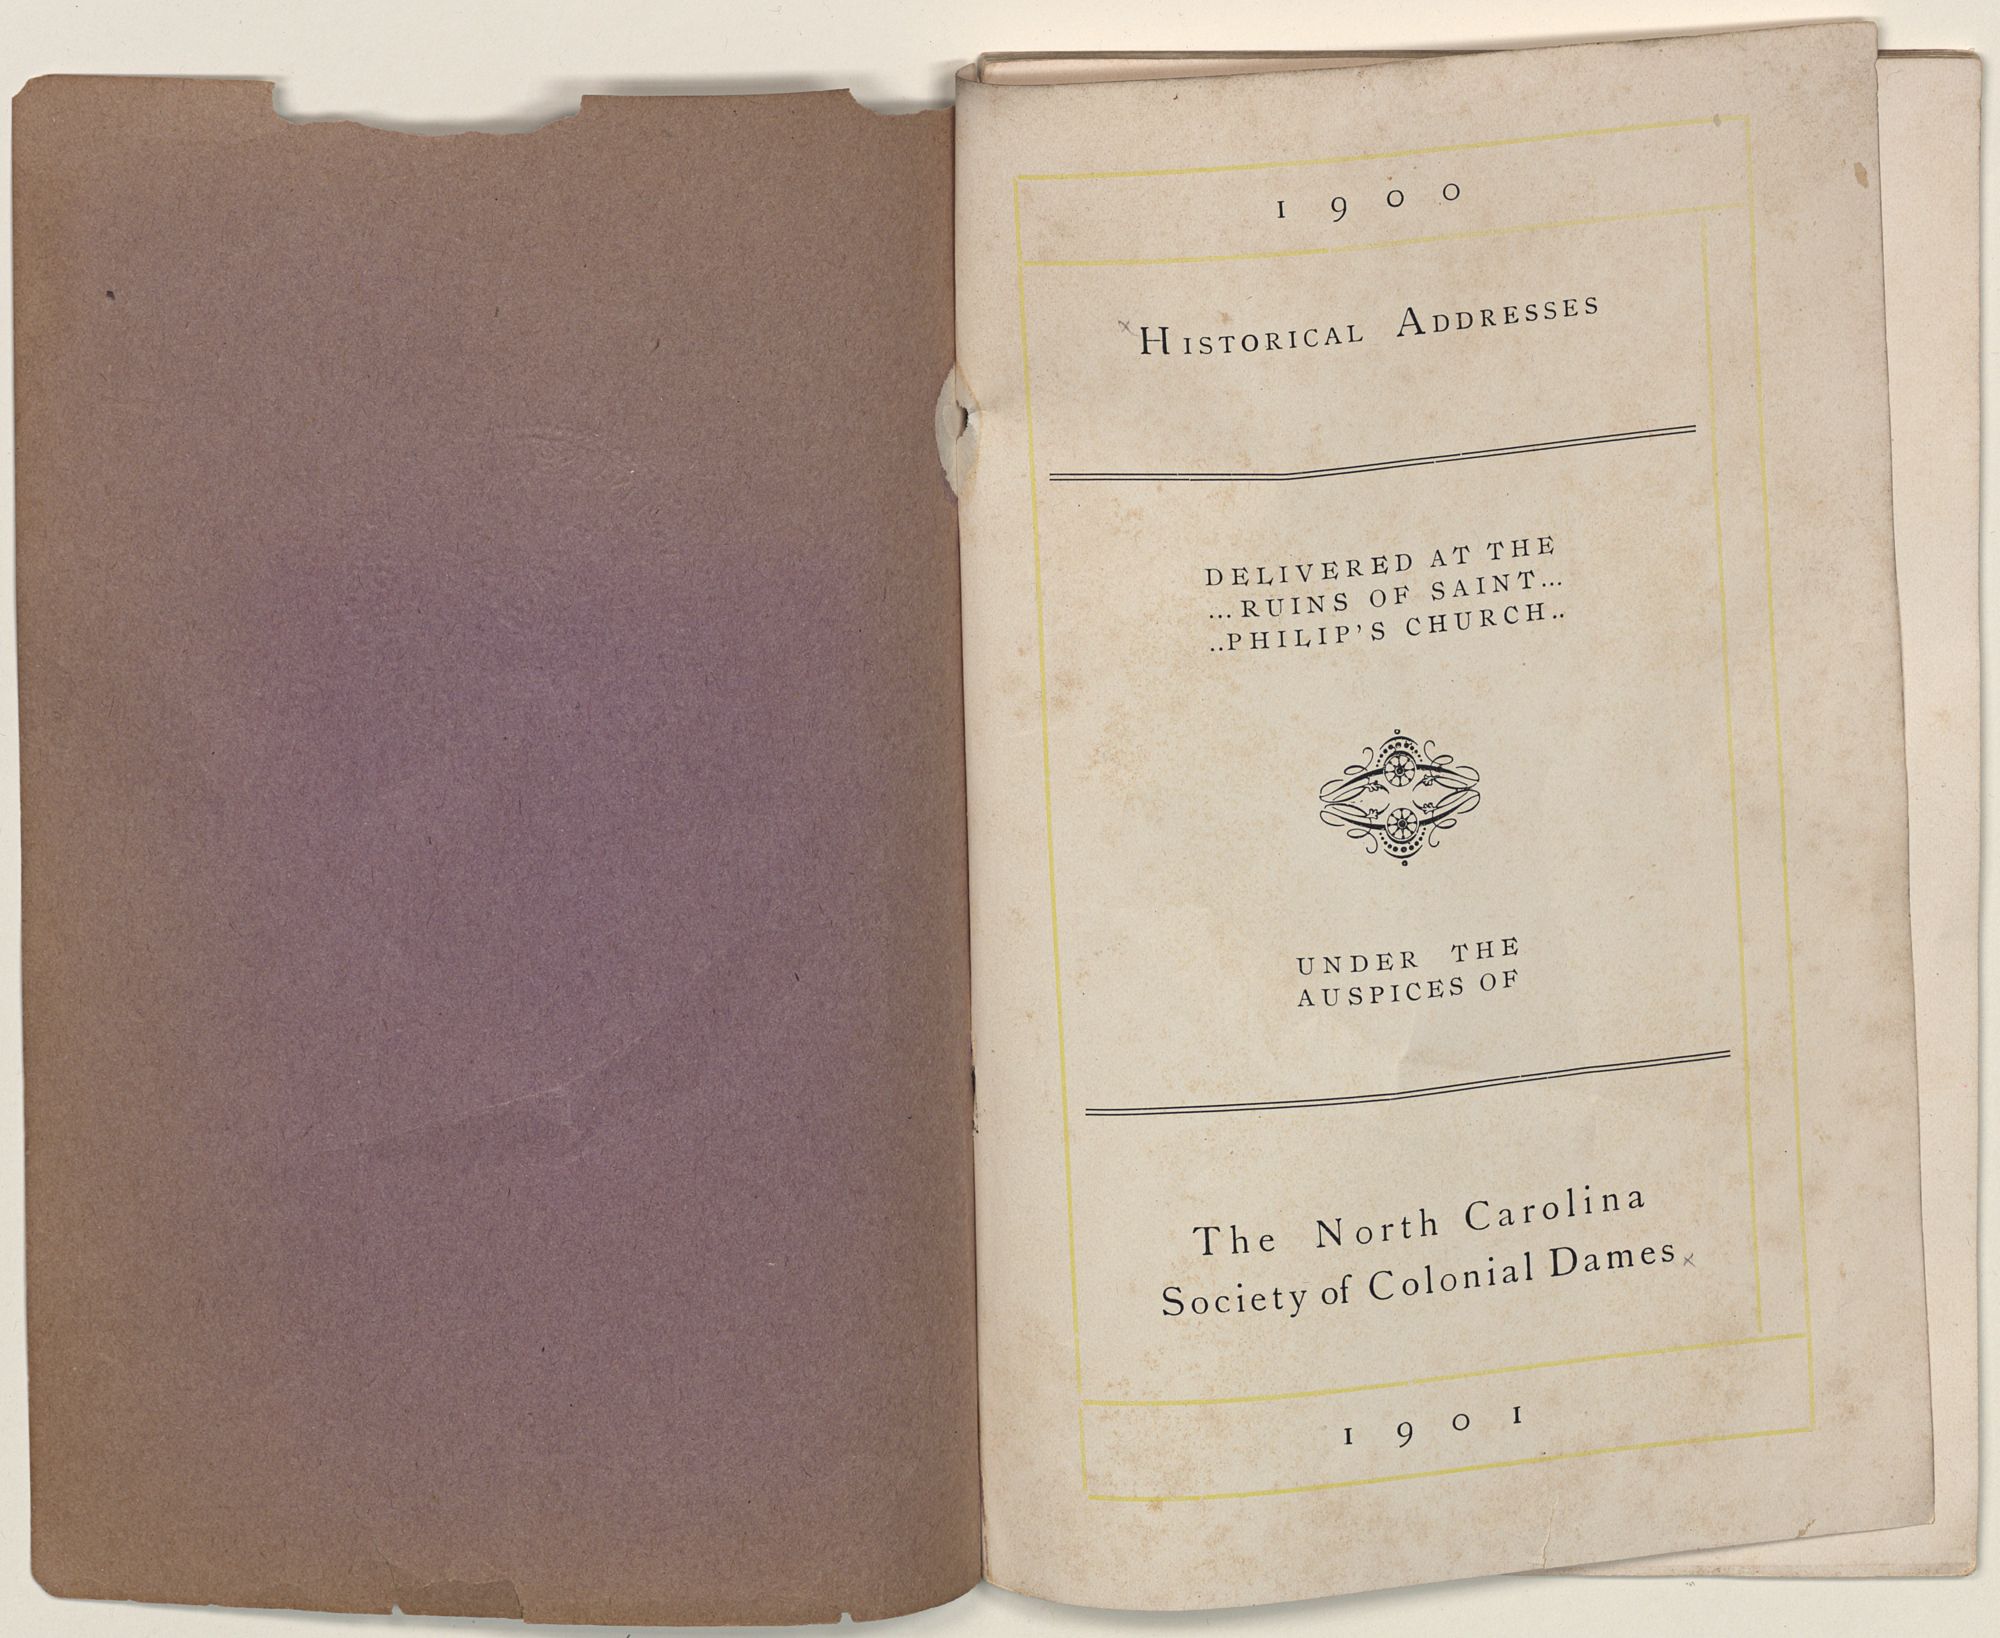 1900
HISTORICAL ADDRESSES
DELIVERED AT THE
...RUINS OF SAINT...
..PHILIP'S CHURCH..
UNDER THE
AUSPICES OF
The North Carolina
Society of Colonial Dames
1901